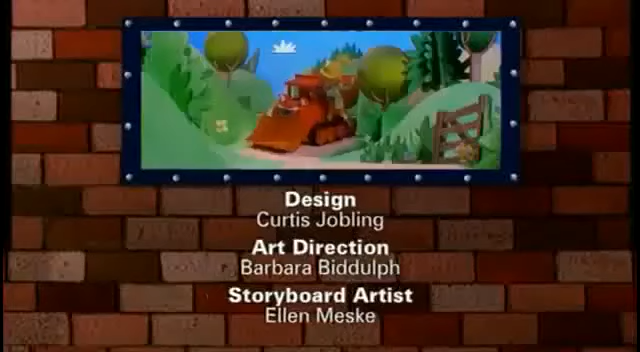 Design
Curtis Jobling
Art Direction
Barbara Biddulph
Storyboard Artist
Ellen Meske